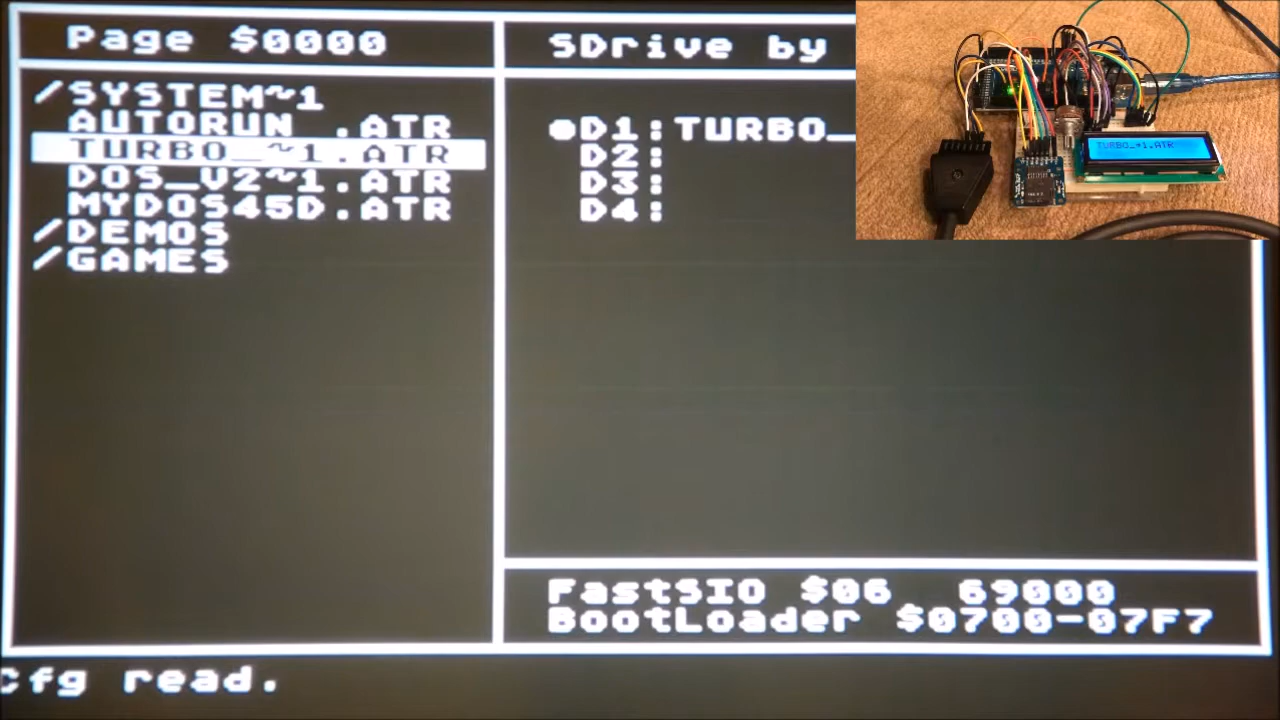 Page $0000
/SYSTEM~1
AUTORUN .ATR
TURBO_~1.ATR
DOS_V2~1.ATR
MYDOS45D.ATR
/DEMOS
/GAMES
SDrive by
D1:TURBO_
D2:
D3:
D4:
FastSIO $06 69000
BootLoader $0700-07F7
Cfg read.
TURBO_~1.ATR